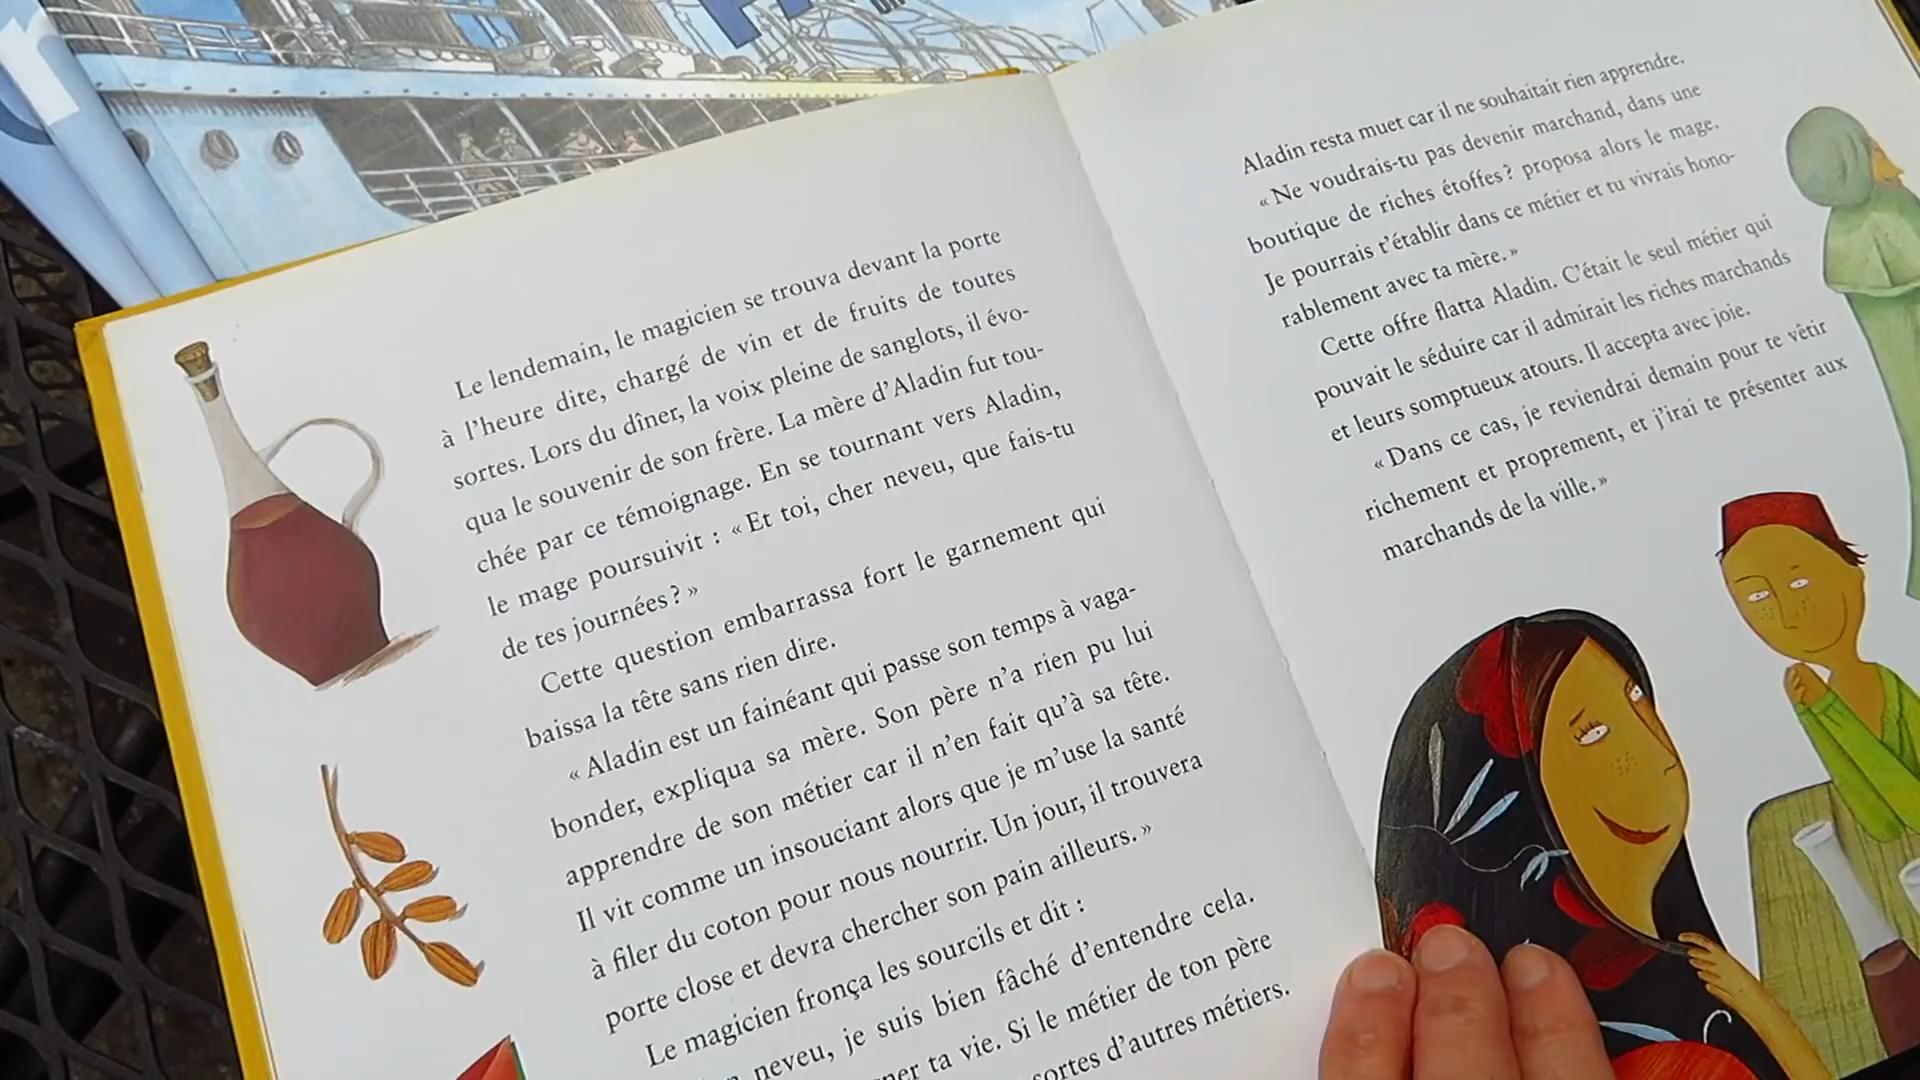 Le lendemain, le magicien se trouva devant la porte
à l'heure dite, chargé de vin et de fruits de toutes
sortes. Lors du dîner, la voix pleine de sanglots, il évo-
qua le souvenir de son frère. La mère d'Aladin fut tou-
chée par ce témoignage. En se tournant vers Aladin,
le mage poursuivit : « Et toi, cher neveu, que fais-tu
de tes journées ? »
Cette question embarrassa fort le garnement qui
baissa la tête sans rien dire.
« Aladin est un fainéant qui passe son temps à vaga-
bonder, expliqua sa mère. Son père n'a rien pu lui
apprendre de son métier car il n'en fait qu'à sa tête.
Il vit comme un insouciant alors que je m'use la santé
à filer du coton pour nous nourrir. Un jour, il trouvera
porte close et devra chercher son pain ailleurs. »
Le magicien fronça les sourcils et dit :
neveu, je suis bien fâché d'entendre cela.
ta vie. Si le métier de ton père
sortes d'autres métiers.
Aladin resta muet car il ne souhaitait rien apprendre.
« Ne voudrais-tu pas devenir marchand, dans une
boutique de riches étoffes ? proposa alors le mage.
Je pourrais t'établir dans ce métier et tu vivrais hono-
rablement avec ta mère. »
Cette offre flatta Aladin. C'était le seul métier qui
pouvait le séduire car il admirait les riches marchands
et leurs somptueux atours. Il accepta avec joie.
« Dans ce cas, je reviendrai demain pour te vêtir
richement et proprement, et j'irai te présenter aux
marchands de la ville. »